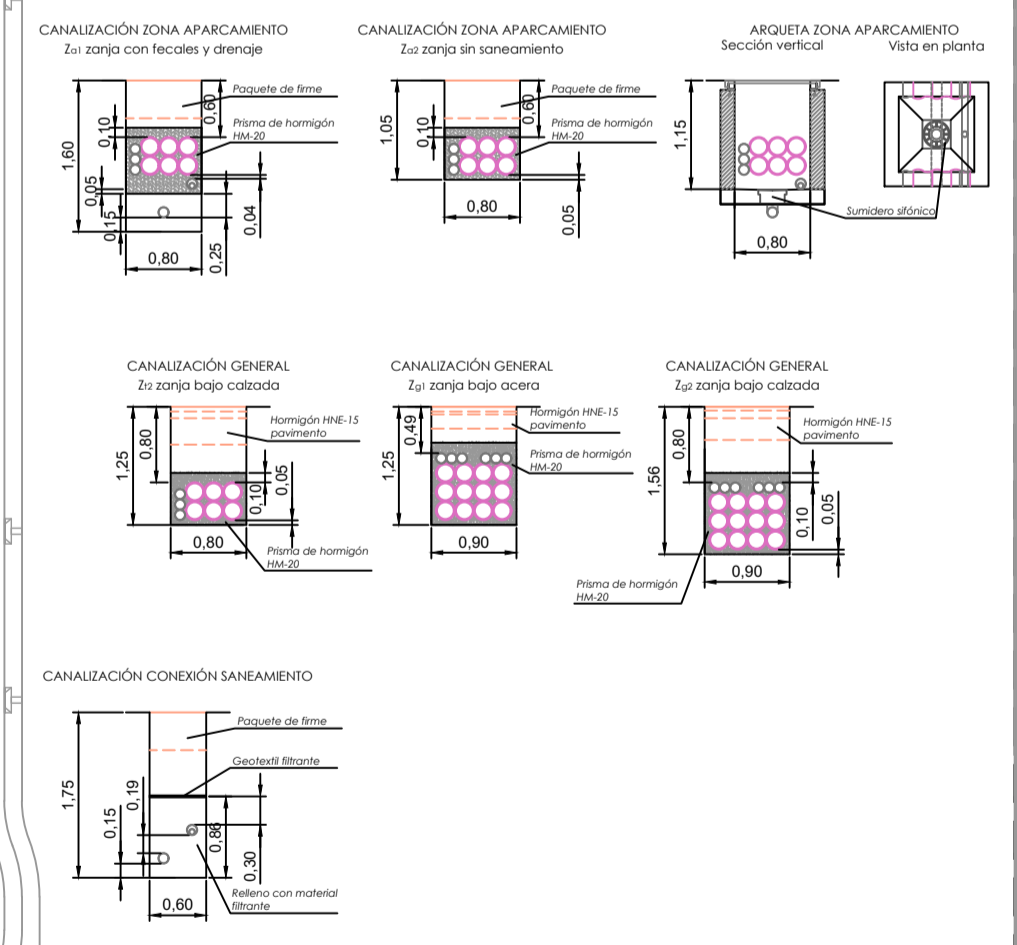 CANALIZACIÓN ZONA APARCAMIENTO
Za1 zanja con fecales y drenaje
Paquete de firme
Prisma de hormigón
HM-20
1,60
0,10
0,60
0,05
0,15
0,04
0,25
0,80
CANALIZACIÓN ZONA APARCAMIENTO
Za2 zanja sin saneamiento
Paquete de firme
Prisma de hormigón
HM-20
1,05
0,10
0,60
0,80
0,05
ARQUETA ZONA APARCAMIENTO
Sección vertical
Vista en planta
1,15
Sumidero sifónico
0,80
CANALIZACIÓN GENERAL
Zt2 zanja bajo calzada
Hormigón HNE-15
pavimento
1,25
0,80
0,05
0,10
0,80
Prisma de hormigón
HM-20
CANALIZACIÓN GENERAL
Zg1 zanja bajo acera
Hormigón HNE-15
pavimento
Prisma de hormigón
HM-20
0,49
1,25
0,90
CANALIZACIÓN GENERAL
Zg2 zanja bajo calzada
Hormigón HNE-15
pavimento
0,80
1,56
0,10
0,05
0,90
Prisma de hormigón
HM-20
CANALIZACIÓN CONEXIÓN SANEAMIENTO
Paquete de firme
Geotextil filtrante
1,75
0,19
0,15
0,86
0,30
Relleno con material
filtrante
0,60